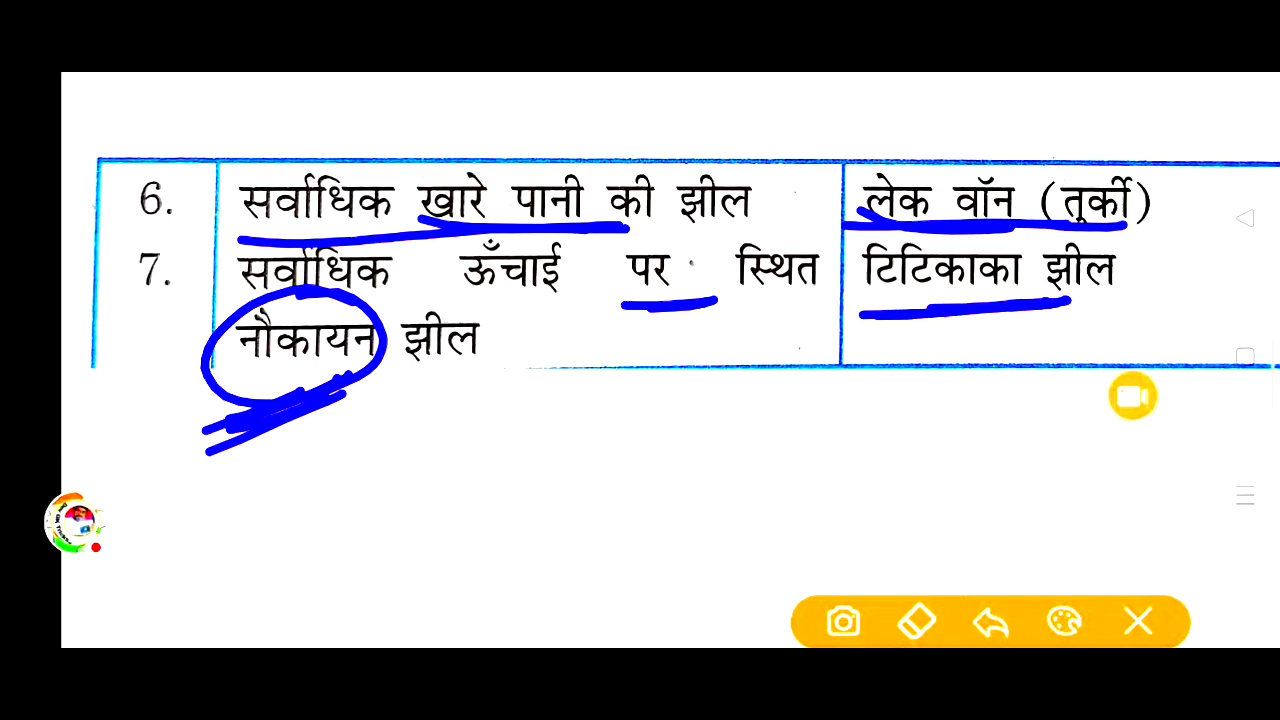 6. सर्वाधिक खारे पानी की झील लेक वॉन (तुर्की)
7. सर्वाधिक ऊँचाई पर स्थित टिटिकाका झील
नौकायन झील